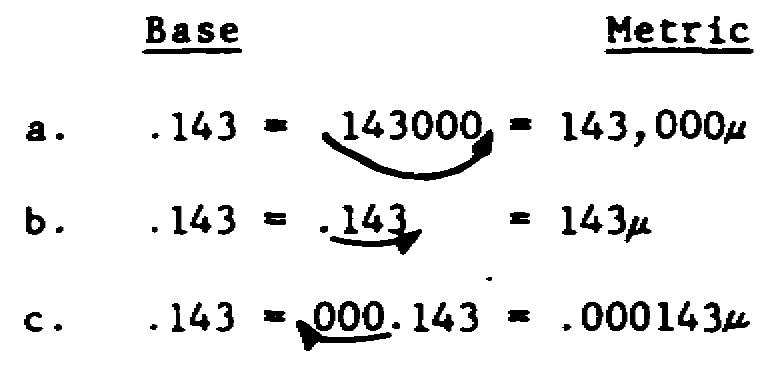 Base Metric
a. .143 = .143000. = 143,000μ
b. .143 = .143. = 143μ
c. .143 = .000.143 = .000143μ